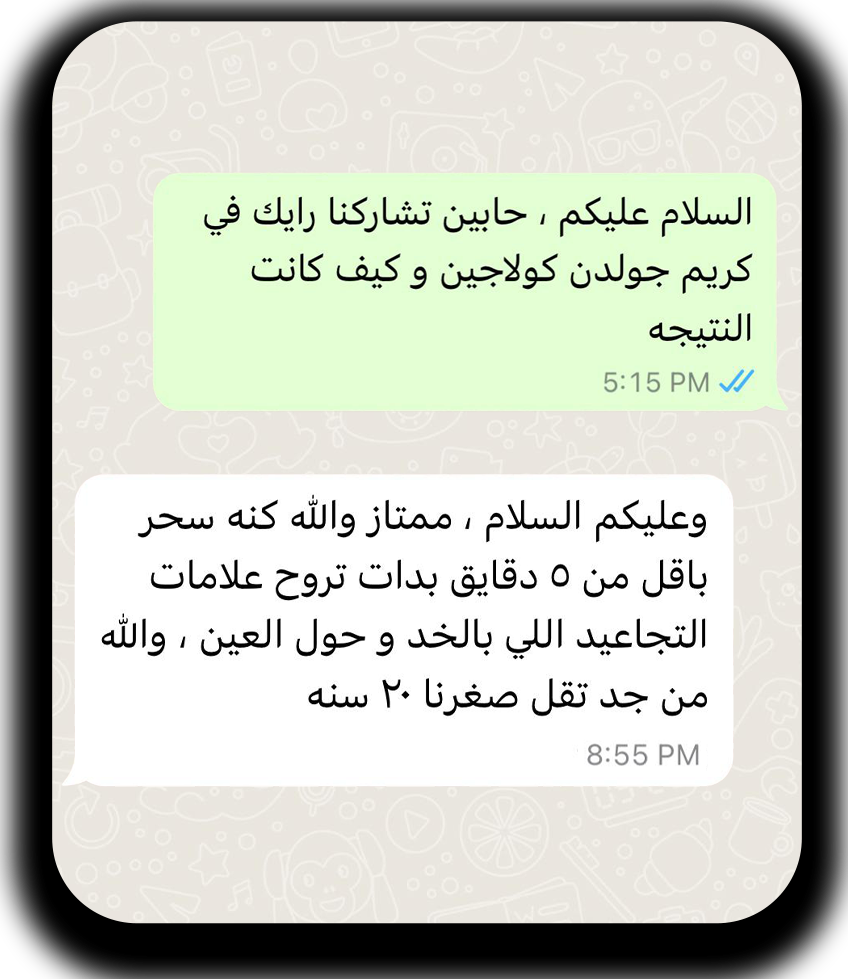 السلام عليكم ، حابين تشاركنا رايك في
كريم جولدن كولاجين و كيف كانت
النتيجه
5:15 PM
وعليكم السلام ، ممتاز والله كنه سحر
باقل من ٥ دقايق بدات تروح علامات
التجاعيد اللي بالخد و حول العين ، والله
من جد تقل صغرنا ٢٠ سنه
8:55 PM